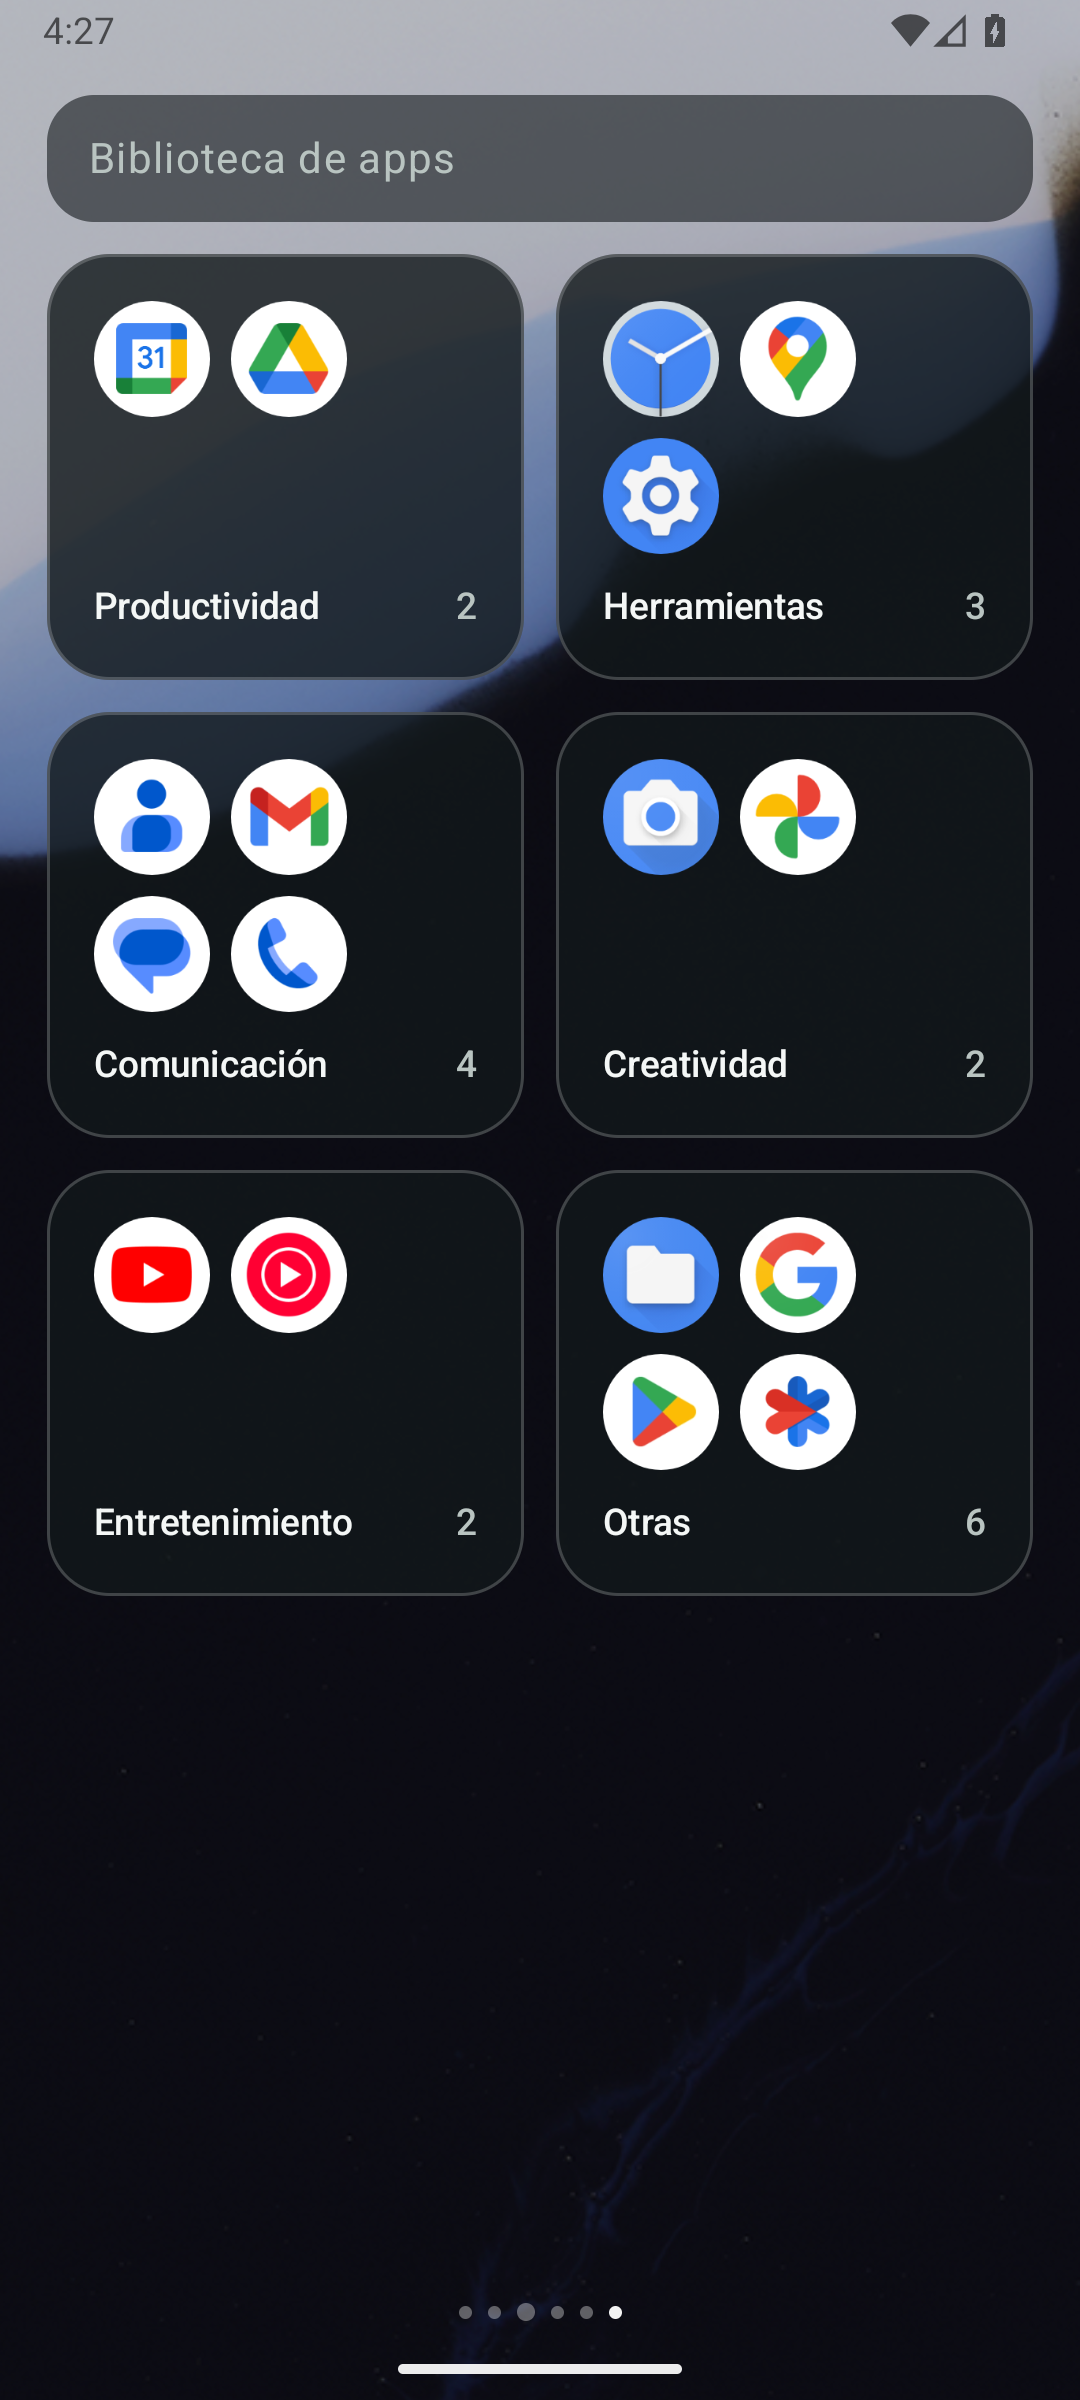 4:27
Biblioteca de apps
31
Productividad 2
Herramientas 3
Comunicación 4
Creatividad 2
Entretenimiento 2
Otras 6